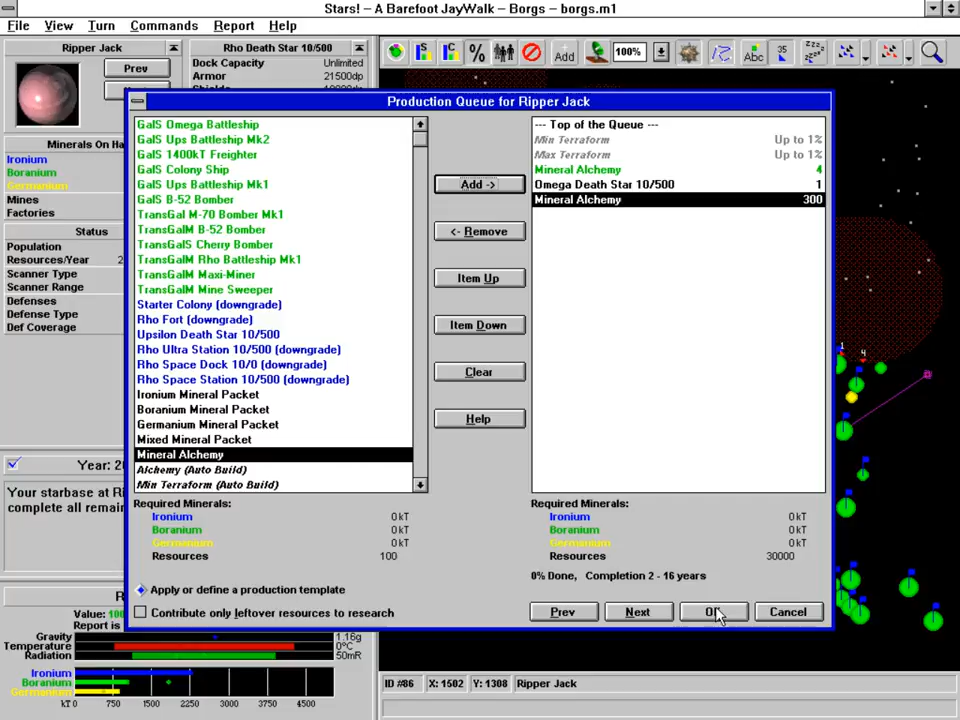 Stars! – A Barefoot JayWalk – Borgs – borgs.m1
File View Turn Commands Report Help
Ripper Jack
Prev
Rho Death Star 10/500
Dock Capacity Unlimited
Armor 21500dp
100%
Add
Abc
35
Minerals On Ha
Ironium
Boranium
Germanium
Mines
Factories
Status
Population
Resources/Year 2
Scanner Type
Scanner Range
Defenses
Defense Type
Def Coverage
Year: 2
Your starbase at Ri
complete all remain
Production Queue for Ripper Jack
GalS Omega Battleship
GalS Ups Battleship Mk2
GalS 1400kT Freighter
GalS Colony Ship
GalS Ups Battleship Mk1
GalS B-52 Bomber
TransGal M-70 Bomber Mk1
TransGalM B-52 Bomber
TransGalS Cherry Bomber
TransGalM Rho Battleship Mk1
TransGalM Maxi-Miner
TransGalM Mine Sweeper
Starter Colony (downgrade)
Rho Fort (downgrade)
Upsilon Death Star 10/500
Rho Ultra Station 10/500 (downgrade)
Rho Space Dock 10/0 (downgrade)
Rho Space Station 10/500 (downgrade)
Ironium Mineral Packet
Boranium Mineral Packet
Germanium Mineral Packet
Mixed Mineral Packet
Mineral Alchemy
Alchemy (Auto Build)
Min Terraform (Auto Build)
Add ->
<- Remove
Item Up
Item Down
Clear
Help
--- Top of the Queue ---
Min Terraform Up to 1%
Max Terraform Up to 1%
Mineral Alchemy 4
Omega Death Star 10/500 1
Mineral Alchemy 300
Required Minerals:
Ironium 0kT
Boranium 0kT
Germanium 0kT
Resources 100
Required Minerals:
Ironium 0kT
Boranium 0kT
Germanium 0kT
Resources 30000
0% Done, Completion 2 - 16 years
Apply or define a production template
Contribute only leftover resources to research
Prev
Next
Cancel
1
4
Value: 100
Report is
Gravity 1.16g
Temperature 0°C
Radiation 50mR
Ironium
Boranium
Germanium
kT 0 750 1500 2250 3000 3750 4500
ID #86 X: 1502 Y: 1308 Ripper Jack